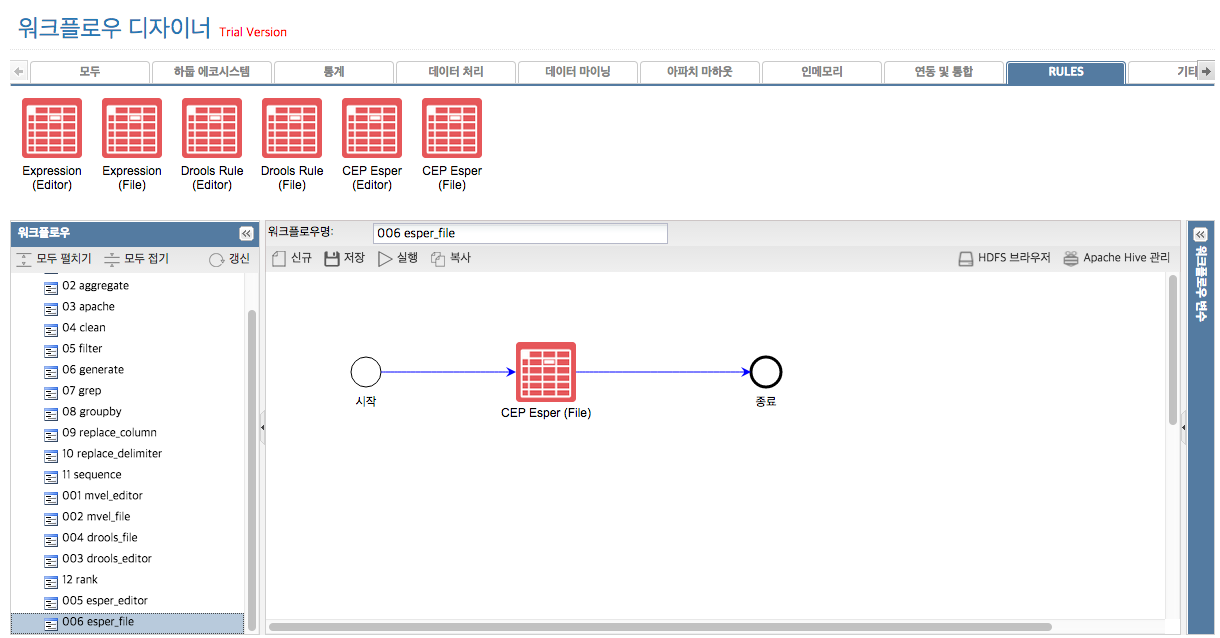 워크플로우 디자이너 Trial Version
모두
하둡 에코시스템
통계
데이터 처리
데이터 마이닝
아파치 마하웃
인메모리
연동 및 통합
RULES
기타
Expression
(Editor)
Expression
(File)
Drools Rule
(Editor)
Drools Rule
(File)
CEP Esper
(Editor)
CEP Esper
(File)
워크플로우
모두 펼치기
모두 접기
갱신
02 aggregate
03 apache
04 clean
05 filter
06 generate
07 grep
08 groupby
09 replace_column
10 replace_delimiter
11 sequence
001 mvel_editor
002 mvel_file
004 drools_file
003 drools_editor
12 rank
005 esper_editor
006 esper_file
워크플로우명:
006 esper_file
신규
저장
실행
복사
HDFS 브라우저
Apache Hive 관리
시작
CEP Esper (File)
종료
워크플로우 변수